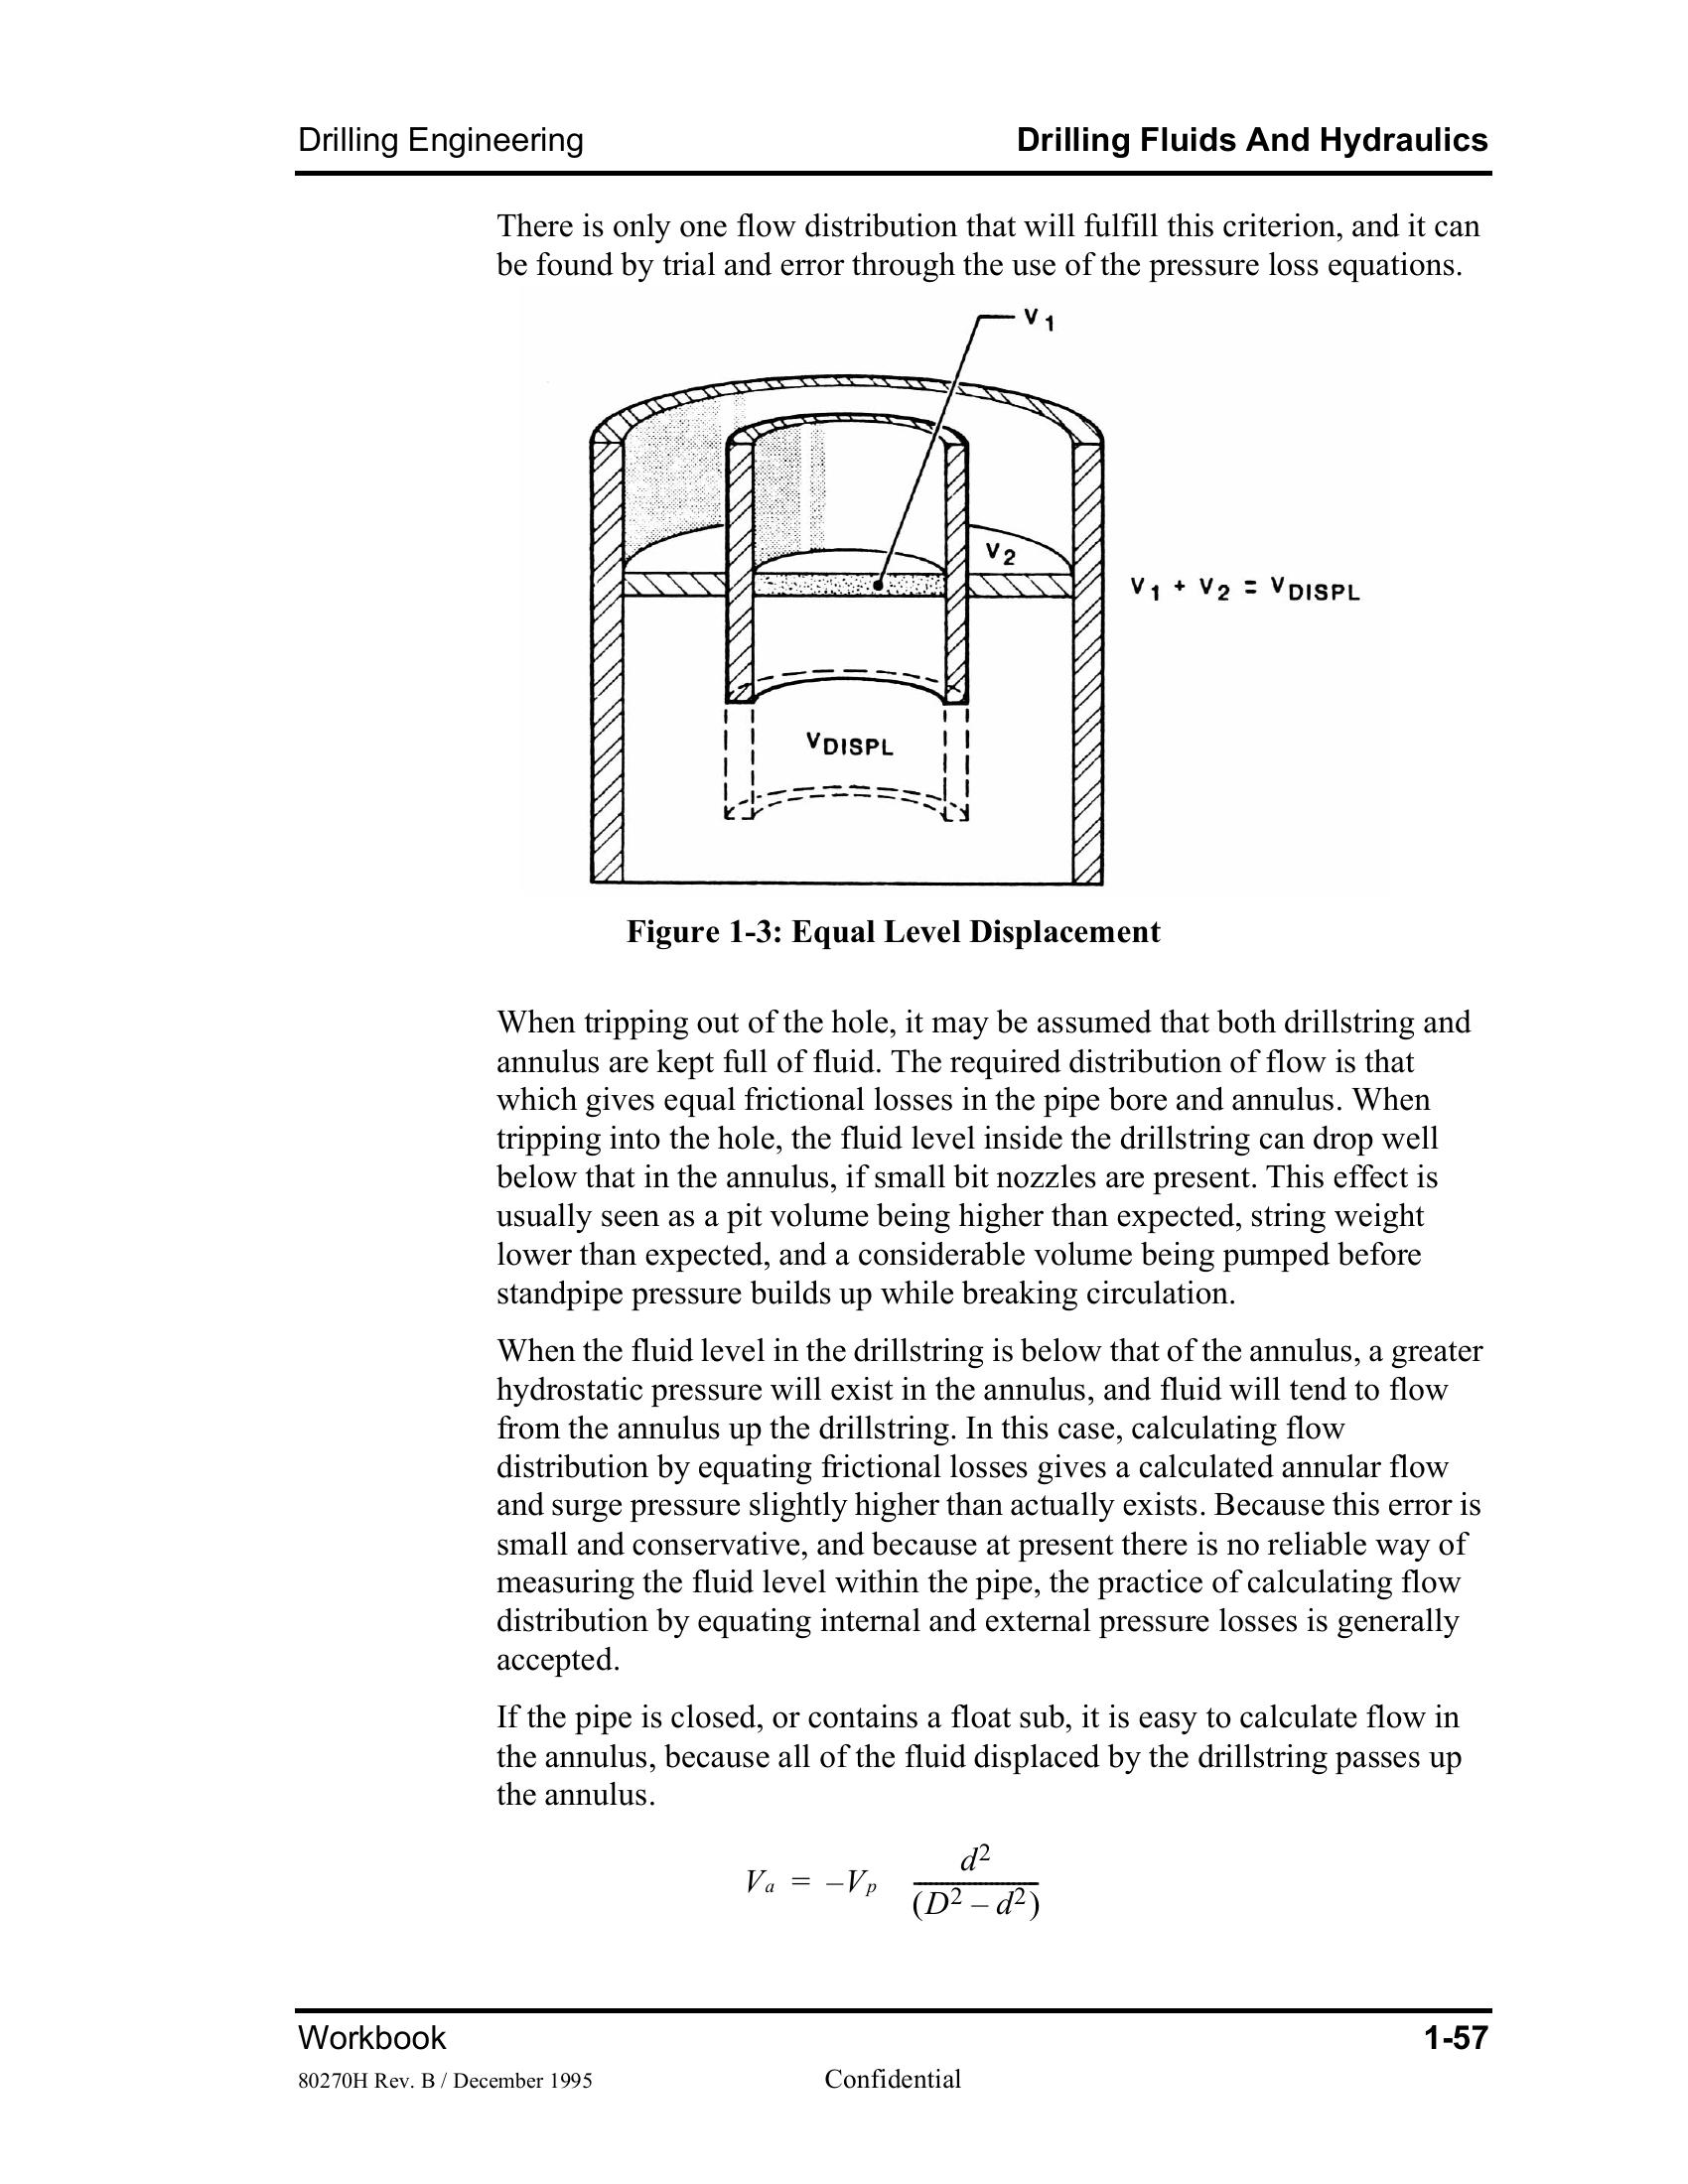 Drilling Engineering
Drilling Fluids And Hydraulics
There is only one flow distribution that will fulfill this criterion, and it can
be found by trial and error through the use of the pressure loss equations.
V1
V2
V1 + V2 = VDISPL
VDISPL
Figure 1-3: Equal Level Displacement
When tripping out of the hole, it may be assumed that both drillstring and
annulus are kept full of fluid. The required distribution of flow is that
which gives equal frictional losses in the pipe bore and annulus. When
tripping into the hole, the fluid level inside the drillstring can drop well
below that in the annulus, if small bit nozzles are present. This effect is
usually seen as a pit volume being higher than expected, string weight
lower than expected, and a considerable volume being pumped before
standpipe pressure builds up while breaking circulation.
When the fluid level in the drillstring is below that of the annulus, a greater
hydrostatic pressure will exist in the annulus, and fluid will tend to flow
from the annulus up the drillstring. In this case, calculating flow
distribution by equating frictional losses gives a calculated annular flow
and surge pressure slightly higher than actually exists. Because this error is
small and conservative, and because at present there is no reliable way of
measuring the fluid level within the pipe, the practice of calculating flow
distribution by equating internal and external pressure losses is generally
accepted.
If the pipe is closed, or contains a float sub, it is easy to calculate flow in
the annulus, because all of the fluid displaced by the drillstring passes up
the annulus.
Va = –Vp d2 / (D2 – d2)
Workbook
1-57
80270H Rev. B / December 1995
Confidential